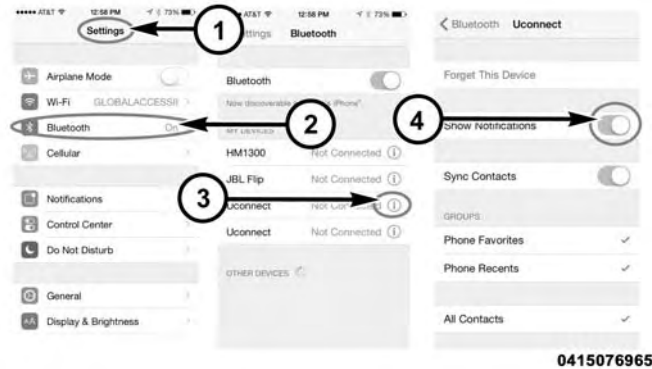 AT&T 12:58 PM 73%
Settings
Airplane Mode
Wi-Fi GLOBALACCESSII
Bluetooth On
Cellular
Notifications
Control Center
Do Not Disturb
General
Display & Brightness
1
2
3
4
AT&T 12:58 PM 73%
Bluetooth
Bluetooth
Now discoverable iPhone".
MY DEVICES
HM1300 Not Connected
JBL Flip Not Connected
Uconnect Not Connected
Uconnect Not Connected
OTHER DEVICES
Bluetooth Uconnect
Forget This Device
Show Notifications
Sync Contacts
GROUPS
Phone Favorites
Phone Recents
All Contacts
0415076965